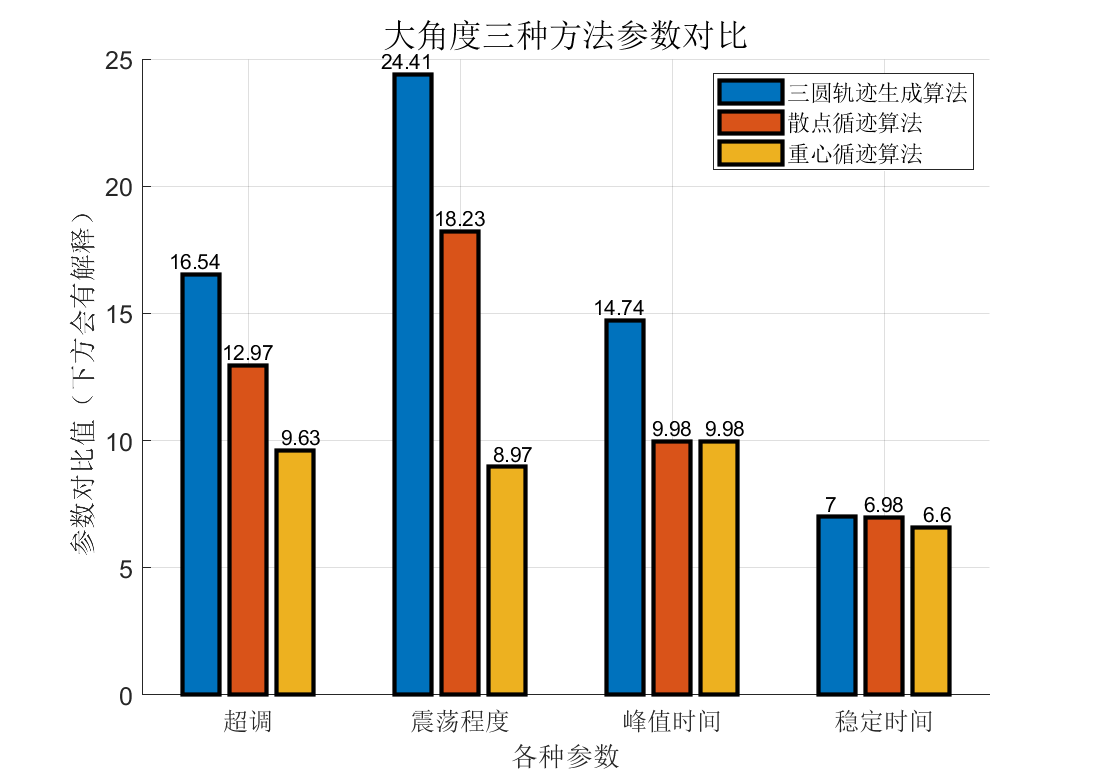 大角度三种方法参数对比
三圆轨迹生成算法
散点循迹算法
重心循迹算法
参数对比值（下方会有解释）
25
20
15
10
5
0
16.54
12.97
9.63
24.41
18.23
8.97
14.74
9.98
9.98
7
6.98
6.6
超调
震荡程度
峰值时间
稳定时间
各种参数